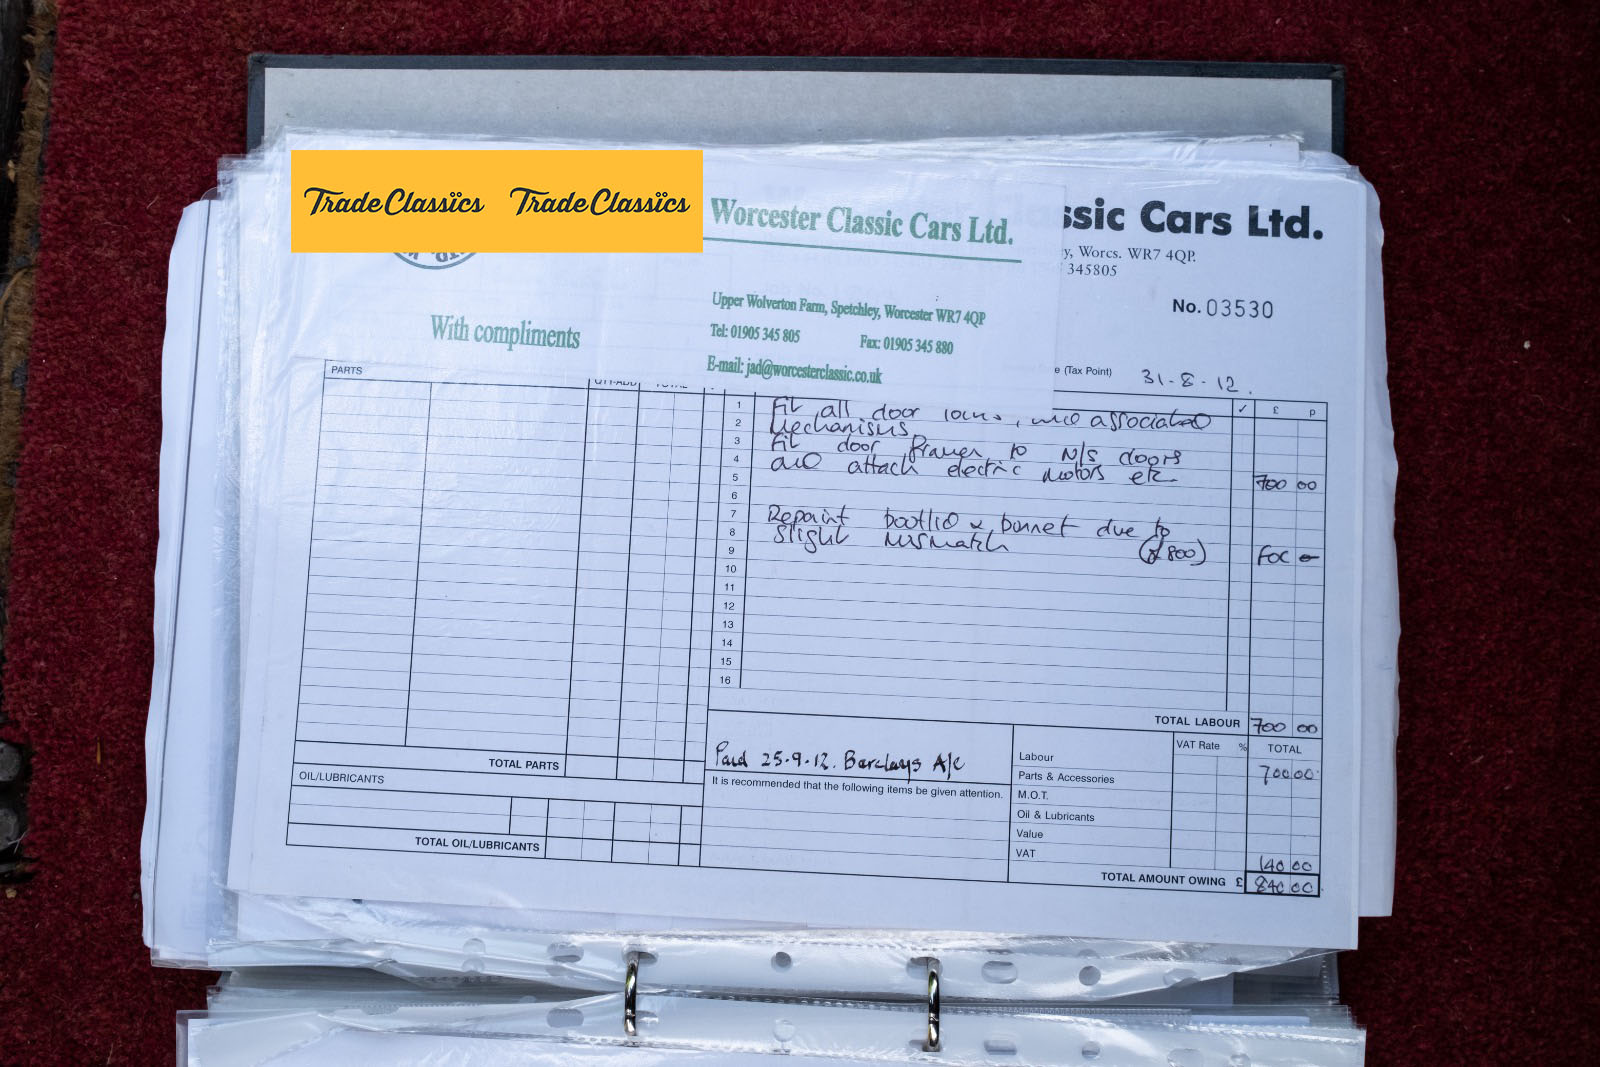 TradeClassics TradeClassics
Worcester Classic Cars Ltd.
ssic Cars Ltd.
y, Worcs. WR7 4QP.
345805
No. 03530
With compliments
Upper Wolverton Farm, Spetchley, Worcester WR7 4QP
Tel: 01905 345 805 Fax: 01905 345 880
E-mail: jad@worcesterclassic.co.uk
e (Tax Point) 31-8-12.
PARTS
✓ £ p
1 Fit all door locks, and associated
2 Mechanisms
3 Fit door frames to N/S doors
4 and attach electric motors etc
5 700 00
6
7 Repaint bootlid & bonnet due to
8 Slight mismatch (£800)
9 FOC -
10
11
12
13
14
15
16
TOTAL LABOUR 700 00
VAT Rate % TOTAL
TOTAL PARTS
Paid 25-9-12. Barclays A/c
Labour 700.00
OIL/LUBRICANTS
It is recommended that the following items be given attention.
Parts & Accessories
M.O.T.
Oil & Lubricants
Value
TOTAL OIL/LUBRICANTS
VAT 140 00
TOTAL AMOUNT OWING £ 840 00